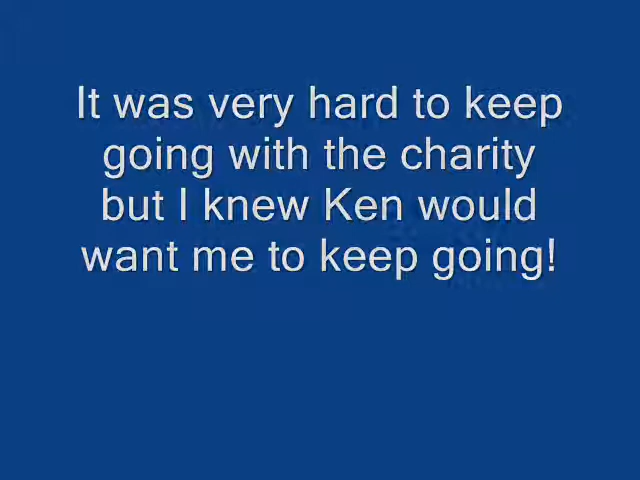 It was very hard to keep
going with the charity
but I knew Ken would
want me to keep going!